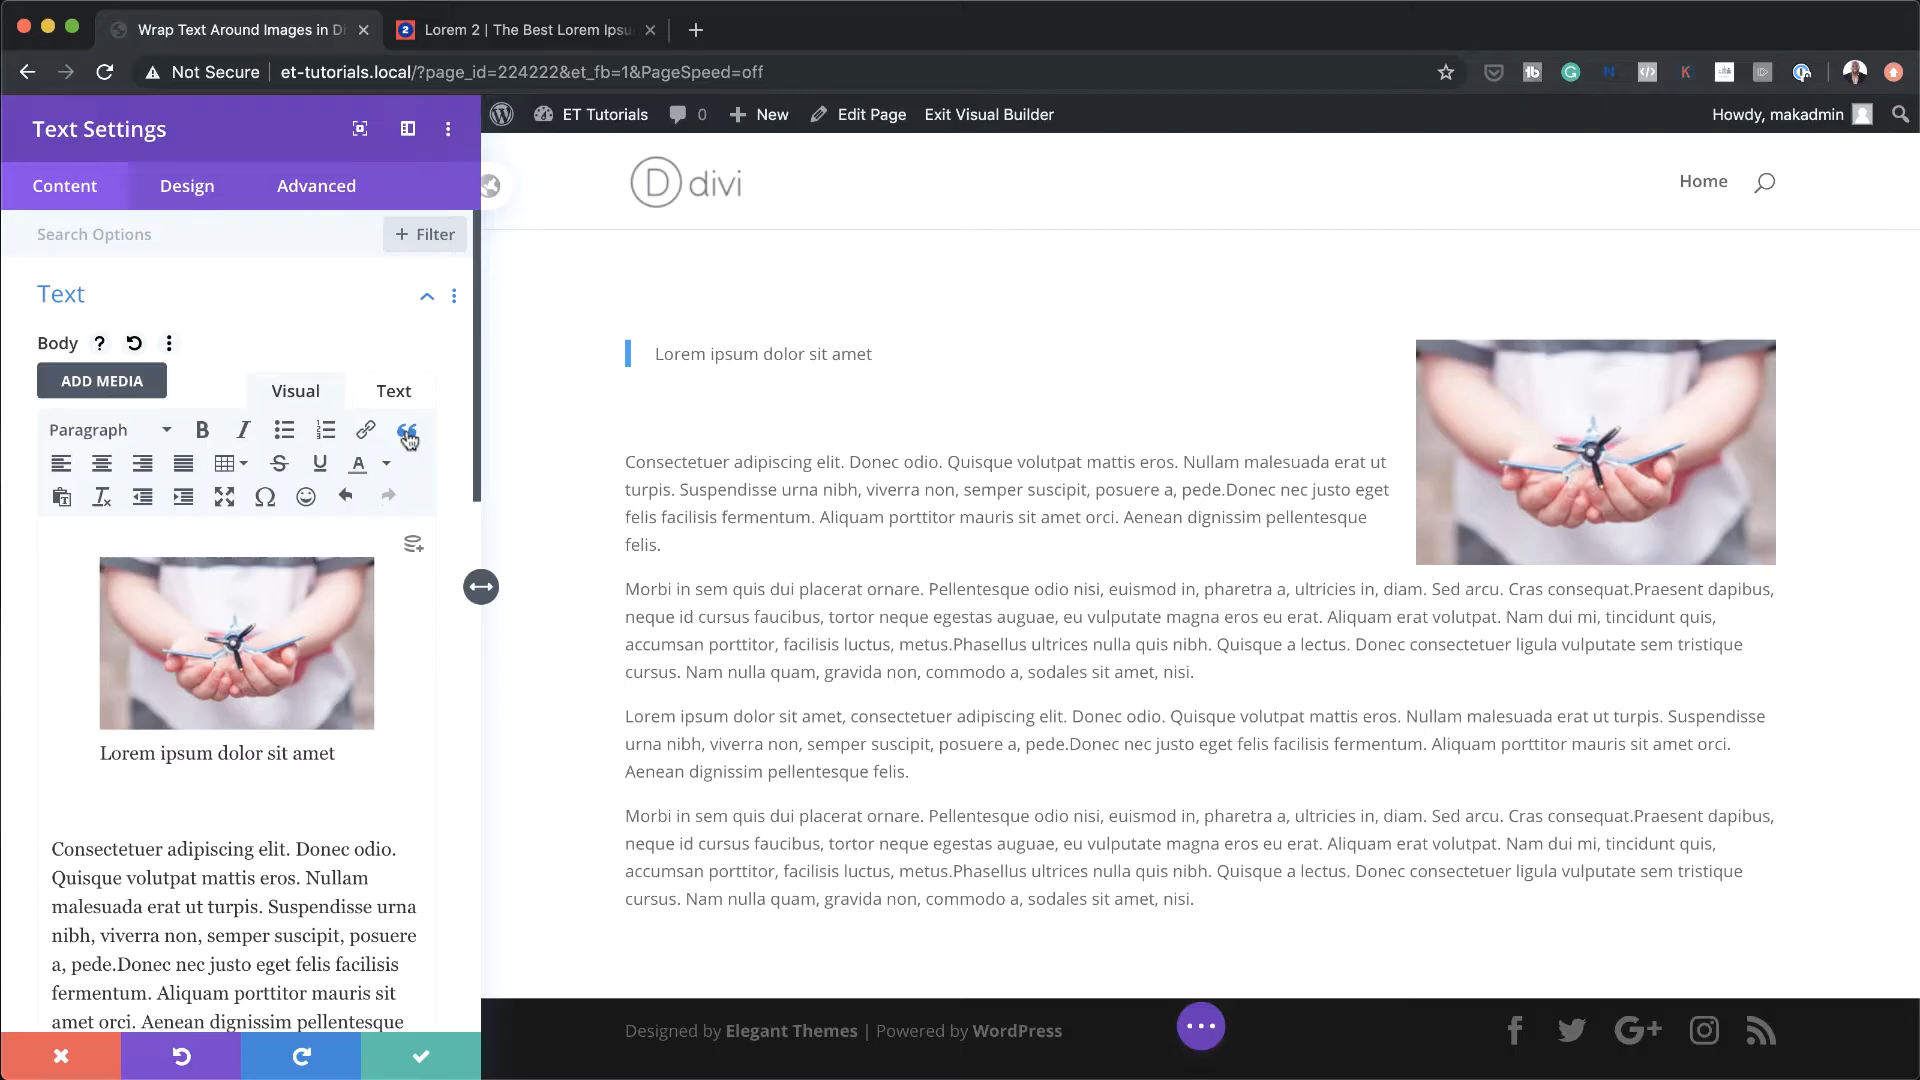 Wrap Text Around Images in Di
2 Lorem 2 | The Best Lorem Ipsu
Not Secure et-tutorials.local/?page_id=224222&et_fb=1&PageSpeed=off
ET Tutorials 0 New Edit Page Exit Visual Builder Howdy, makadmin
Text Settings
Content Design Advanced
Search Options + Filter
Text
Body ?
ADD MEDIA
Visual Text
Paragraph B I
S U A
Ω
Lorem ipsum dolor sit amet
Consectetuer adipiscing elit. Donec odio.
Quisque volutpat mattis eros. Nullam
malesuada erat ut turpis. Suspendisse urna
nibh, viverra non, semper suscipit, posuere
a, pede.Donec nec justo eget felis facilisis
fermentum. Aliquam porttitor mauris sit
amet orci. Aenean dignissim pellentesque
D divi
Home
Lorem ipsum dolor sit amet
Consectetuer adipiscing elit. Donec odio. Quisque volutpat mattis eros. Nullam malesuada erat ut
turpis. Suspendisse urna nibh, viverra non, semper suscipit, posuere a, pede.Donec nec justo eget
felis facilisis fermentum. Aliquam porttitor mauris sit amet orci. Aenean dignissim pellentesque
felis.
Morbi in sem quis dui placerat ornare. Pellentesque odio nisi, euismod in, pharetra a, ultricies in, diam. Sed arcu. Cras consequat.Praesent dapibus,
neque id cursus faucibus, tortor neque egestas auguae, eu vulputate magna eros eu erat. Aliquam erat volutpat. Nam dui mi, tincidunt quis,
accumsan porttitor, facilisis luctus, metus.Phasellus ultrices nulla quis nibh. Quisque a lectus. Donec consectetuer ligula vulputate sem tristique
cursus. Nam nulla quam, gravida non, commodo a, sodales sit amet, nisi.
Lorem ipsum dolor sit amet, consectetuer adipiscing elit. Donec odio. Quisque volutpat mattis eros. Nullam malesuada erat ut turpis. Suspendisse
urna nibh, viverra non, semper suscipit, posuere a, pede.Donec nec justo eget felis facilisis fermentum. Aliquam porttitor mauris sit amet orci.
Aenean dignissim pellentesque felis.
Morbi in sem quis dui placerat ornare. Pellentesque odio nisi, euismod in, pharetra a, ultricies in, diam. Sed arcu. Cras consequat.Praesent dapibus,
neque id cursus faucibus, tortor neque egestas auguae, eu vulputate magna eros eu erat. Aliquam erat volutpat. Nam dui mi, tincidunt quis,
accumsan porttitor, facilisis luctus, metus.Phasellus ultrices nulla quis nibh. Quisque a lectus. Donec consectetuer ligula vulputate sem tristique
cursus. Nam nulla quam, gravida non, commodo a, sodales sit amet, nisi.
Designed by Elegant Themes | Powered by WordPress